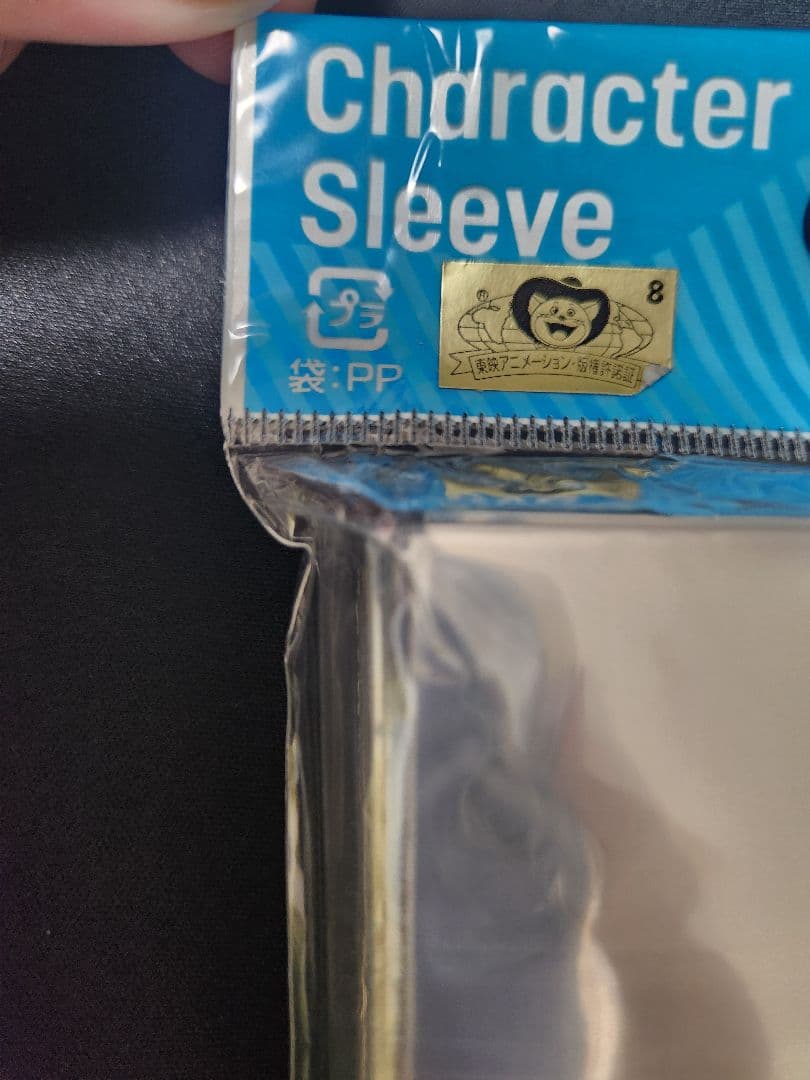 Character
Sleeve
プラ
袋:PP
8
東映アニメーション・版権許諾証